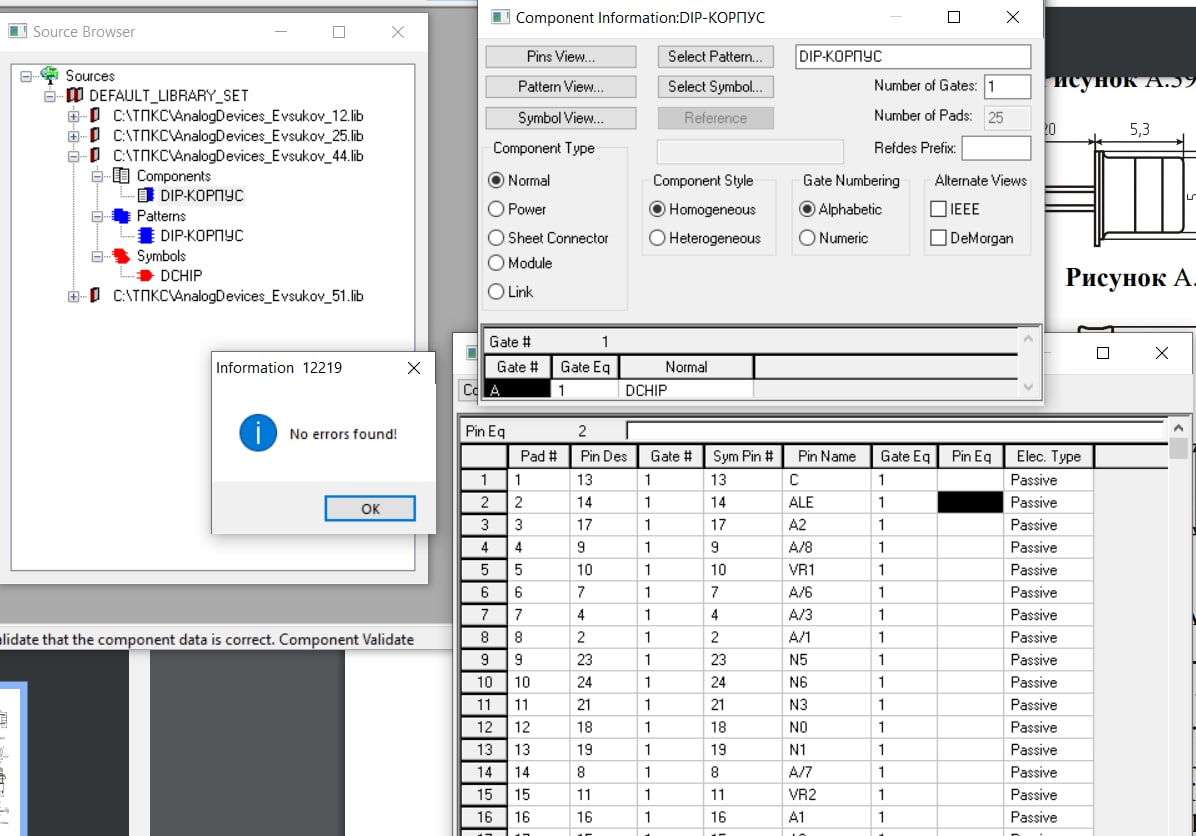 Source Browser
Sources
DEFAULT_LIBRARY_SET
C:\ТПКС\AnalogDevices_Evsukov_12.lib
C:\ТПКС\AnalogDevices_Evsukov_25.lib
C:\ТПКС\AnalogDevices_Evsukov_44.lib
Components
DIP-КОРПУС
Patterns
DIP-КОРПУС
Symbols
DCHIP
C:\ТПКС\AnalogDevices_Evsukov_51.lib
Information 12219
No errors found!
OK
alidate that the component data is correct. Component Validate
Component Information:DIP-КОРПУС
Pins View... Select Pattern... DIP-КОРПУС
Pattern View... Select Symbol... Number of Gates: 1
Symbol View... Reference Number of Pads: 25
Refdes Prefix:
Component Type
Normal
Power
Sheet Connector
Module
Link
Component Style
Homogeneous
Heterogeneous
Gate Numbering
Alphabetic
Numeric
Alternate Views
IEEE
DeMorgan
Gate # 1
Gate # Gate Eq Normal
A 1 DCHIP
Pin Eq 2
Pad # Pin Des Gate # Sym Pin # Pin Name Gate Eq Pin Eq Elec. Type
1 1 13 1 13 C 1 Passive
2 2 14 1 14 ALE 1 Passive
3 3 17 1 17 A2 1 Passive
4 4 9 1 9 A/8 1 Passive
5 5 10 1 10 VR1 1 Passive
6 6 7 1 7 A/6 1 Passive
7 7 4 1 4 A/3 1 Passive
8 8 2 1 2 A/1 1 Passive
9 9 23 1 23 N5 1 Passive
10 10 24 1 24 N6 1 Passive
11 11 21 1 21 N3 1 Passive
12 12 18 1 18 N0 1 Passive
13 13 19 1 19 N1 1 Passive
14 14 8 1 8 A/7 1 Passive
15 15 11 1 11 VR2 1 Passive
16 16 16 1 16 A1 1 Passive
Рисунок А.39
20 5,3
Рисунок А.